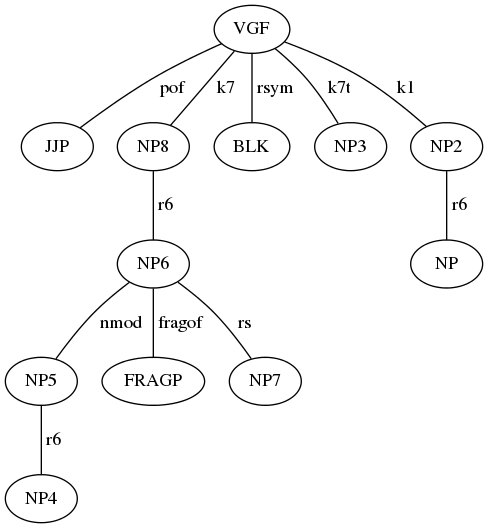 VGF
pof k7 rsym k7t k1
JJP NP8 BLK NP3 NP2
r6 r6
NP6 NP
nmod fragof rs
NP5 FRAGP NP7
r6
NP4